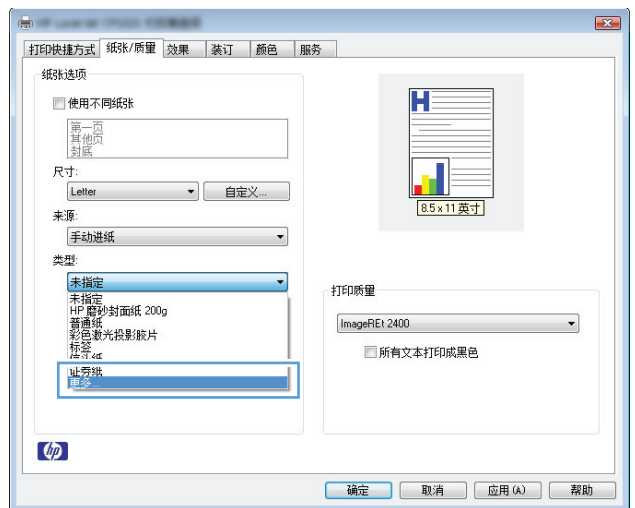 打印快捷方式 纸张/质量 效果 装订 颜色 服务
纸张选项
使用不同纸张
第一页
其他页
封底
尺寸:
Letter 自定义...
来源:
手动进纸
类型:
未指定
未指定
HP 磨砂封面纸 200g
普通纸
彩色激光投影胶片
标签
信头纸
证券纸
更多...
H
8.5 x 11 英寸
打印质量
ImageREt 2400
所有文本打印成黑色
hp
确定 取消 应用(A) 帮助